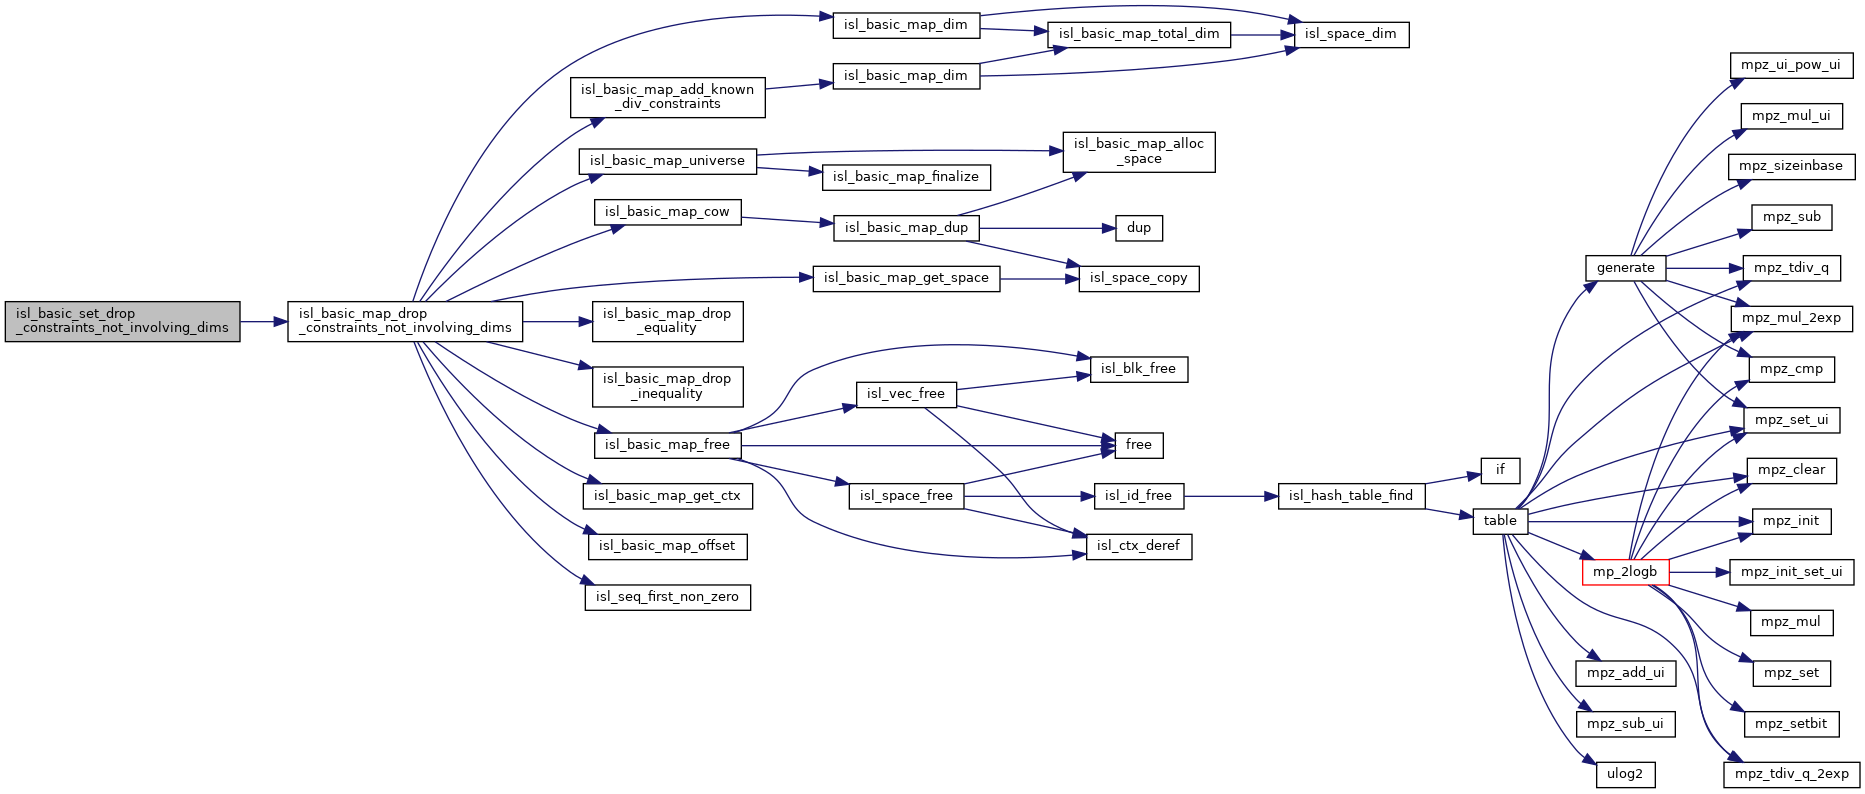 isl_basic_set_drop
_constraints_not_involving_dims
isl_basic_map_drop
_constraints_not_involving_dims
isl_basic_map_add_known
_div_constraints
isl_basic_map_universe
isl_basic_map_cow
isl_basic_map_drop
_equality
isl_basic_map_drop
_inequality
isl_basic_map_free
isl_basic_map_get_ctx
isl_basic_map_offset
isl_seq_first_non_zero
isl_basic_map_dim
isl_basic_map_dim
isl_basic_map_finalize
isl_basic_map_dup
isl_basic_map_get_space
isl_vec_free
isl_space_free
isl_basic_map_total_dim
isl_basic_map_alloc
_space
dup
isl_space_copy
isl_blk_free
free
isl_id_free
isl_ctx_deref
isl_space_dim
isl_hash_table_find
if
table
generate
mp_2logb
mpz_add_ui
mpz_sub_ui
ulog2
mpz_ui_pow_ui
mpz_mul_ui
mpz_sizeinbase
mpz_sub
mpz_tdiv_q
mpz_mul_2exp
mpz_cmp
mpz_set_ui
mpz_clear
mpz_init
mpz_init_set_ui
mpz_mul
mpz_set
mpz_setbit
mpz_tdiv_q_2exp